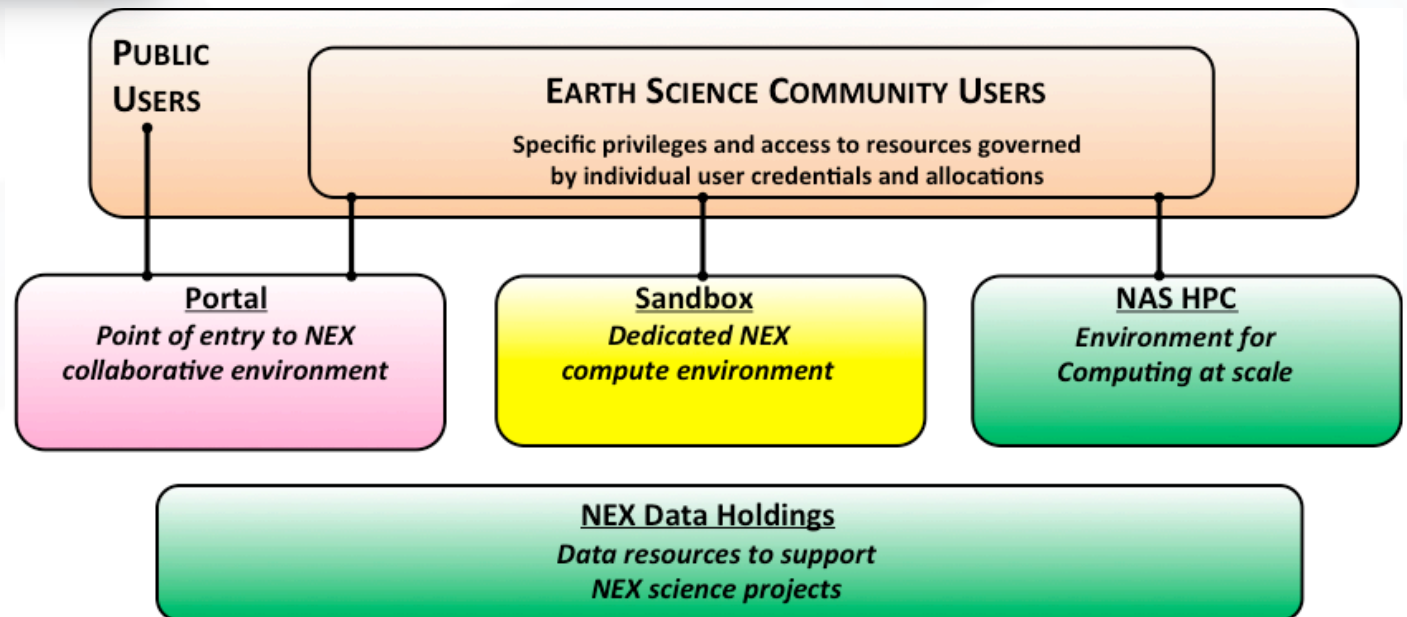 PUBLIC
USERS
EARTH SCIENCE COMMUNITY USERS
Specific privileges and access to resources governed
by individual user credentials and allocations
Portal
Point of entry to NEX
collaborative environment
Sandbox
Dedicated NEX
compute environment
NAS HPC
Environment for
Computing at scale
NEX Data Holdings
Data resources to support
NEX science projects